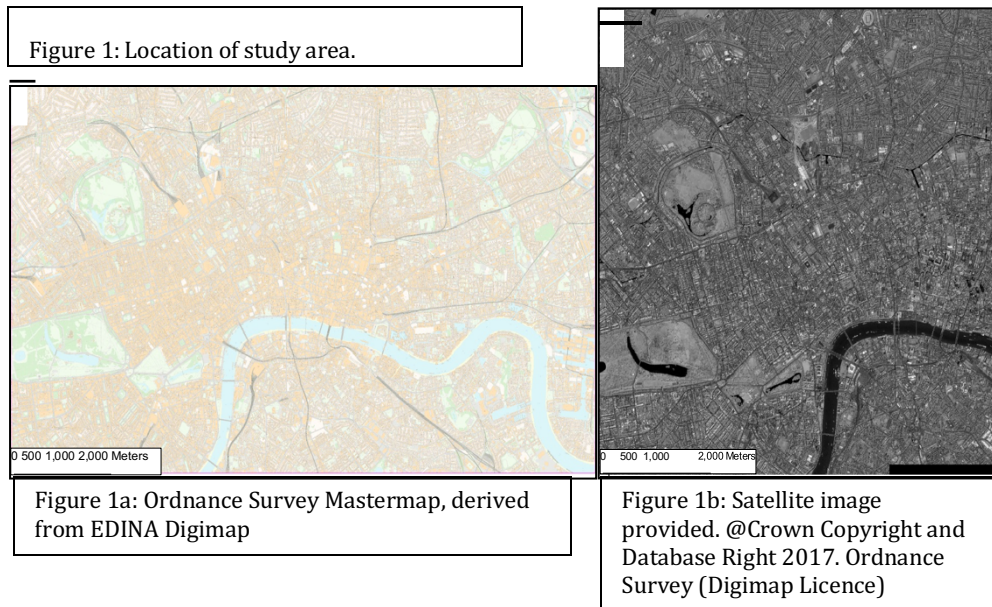 Figure 1: Location of study area.
0 500 1,000 2,000 Meters
0 500 1,000 2,000 Meters
Figure 1a: Ordnance Survey Mastermap, derived
from EDINA Digimap
Figure 1b: Satellite image
provided. @Crown Copyright and
Database Right 2017. Ordnance
Survey (Digimap Licence)